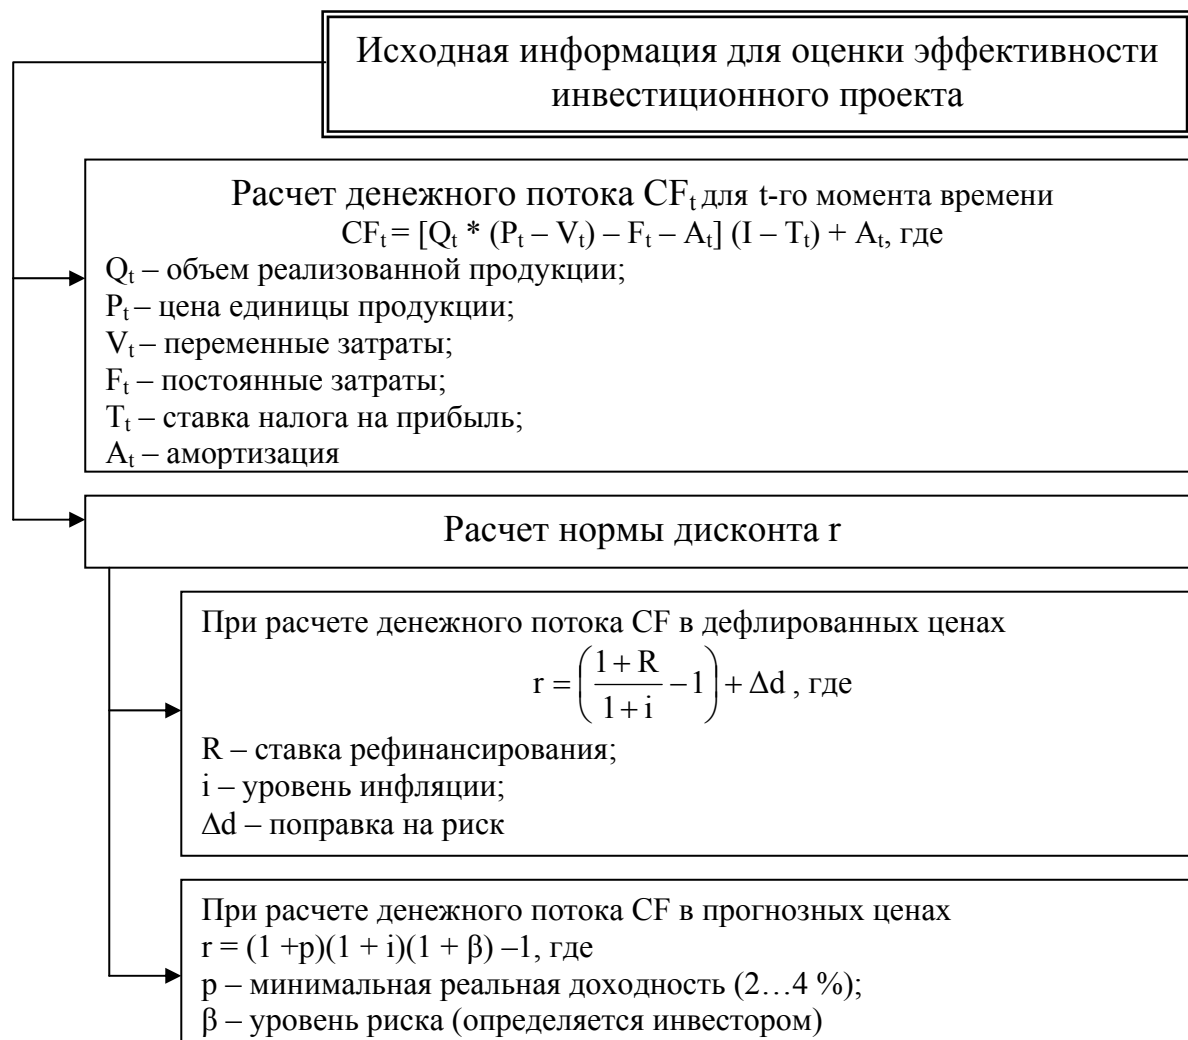 Исходная информация для оценки эффективности
инвестиционного проекта
Расчет денежного потока CFt для t-го момента времени
CFt = [Qt * (Pt – Vt) – Ft – At] (I – Tt) + At, где
Qt – объем реализованной продукции;
Pt – цена единицы продукции;
Vt – переменные затраты;
Ft – постоянные затраты;
Tt – ставка налога на прибыль;
At – амортизация
Расчет нормы дисконта r
При расчете денежного потока CF в дефлированных ценах
r = ((1 + R)/(1 + i) – 1) + Δd , где
R – ставка рефинансирования;
i – уровень инфляции;
Δd – поправка на риск
При расчете денежного потока CF в прогнозных ценах
r = (1 +p)(1 + i)(1 + β) –1, где
p – минимальная реальная доходность (2…4 %);
β – уровень риска (определяется инвестором)